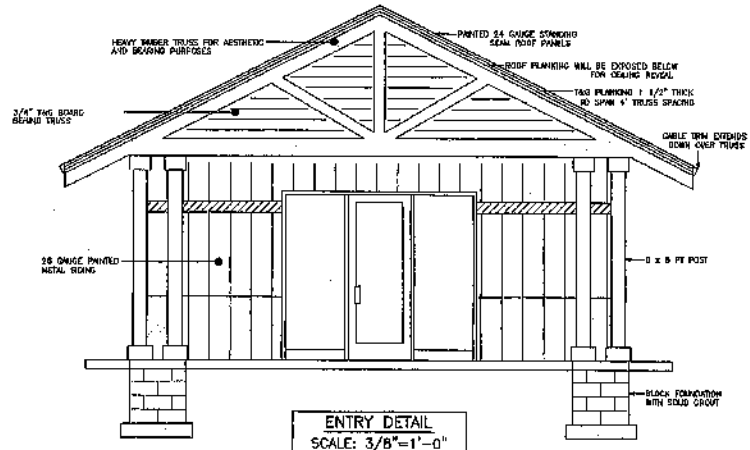 HEAVY TIMBER TRUSS FOR AESTHETIC
AND BEARING PURPOSES
PAINTED 24 GAUGE STANDING
SEAM ROOF PANELS
ROOF PLANKING WILL BE EXPOSED BELOW
FOR CEILING REVEAL
T&G PLANKING 1 1/2" THICK
TO SPAN 4' TRUSS SPACING
3/4" T&G BOARD
BEHIND TRUSS
GABLE TRIM EXTENDS
DOWN OVER TRUSS
26 GAUGE PAINTED
METAL SIDING
x 8 PT POST
BLOCK FOUNDATION
WITH SOLID GROUT
ENTRY DETAIL
SCALE: 3/8"=1'-0"